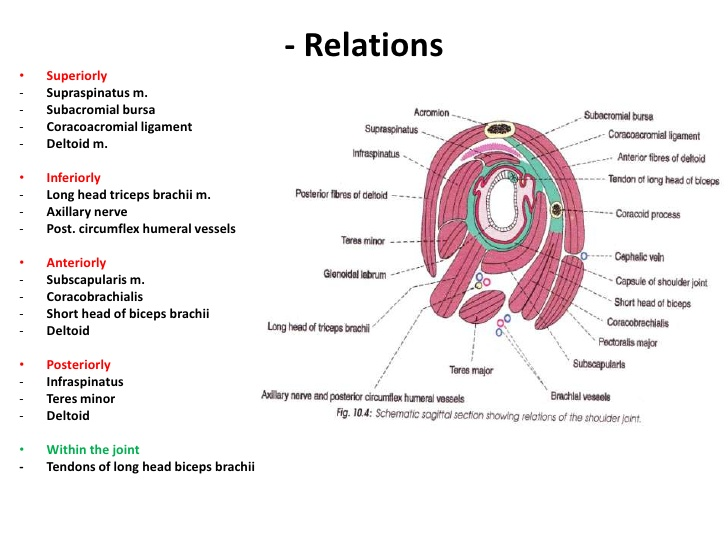 - Relations
• Superiorly
- Supraspinatus m.
- Subacromial bursa
- Coracoacromial ligament
- Deltoid m.
• Inferiorly
- Long head triceps brachii m.
- Axillary nerve
- Post. circumflex humeral vessels
• Anteriorly
- Subscapularis m.
- Coracobrachialis
- Short head of biceps brachii
- Deltoid
• Posteriorly
- Infraspinatus
- Teres minor
- Deltoid
• Within the joint
- Tendons of long head biceps brachii
Acromion
Supraspinatus
Infraspinatus
Posterior fibres of deltoid
Teres minor
Glenoidal labrum
Long head of triceps brachii
Axillary nerve and posterior circumflex humeral vessels
Teres major
Subacromial bursa
Coracoacromial ligament
Anterior fibres of deltoid
Tendon of long head of biceps
Coracoid process
Cephalic vein
Capsule of shoulder joint
Short head of biceps
Coracobrachialis
Pectoralis major
Subscapularis
Brachial vessels
Fig. 10.4: Schematic sagittal section showing relations of the shoulder joint.